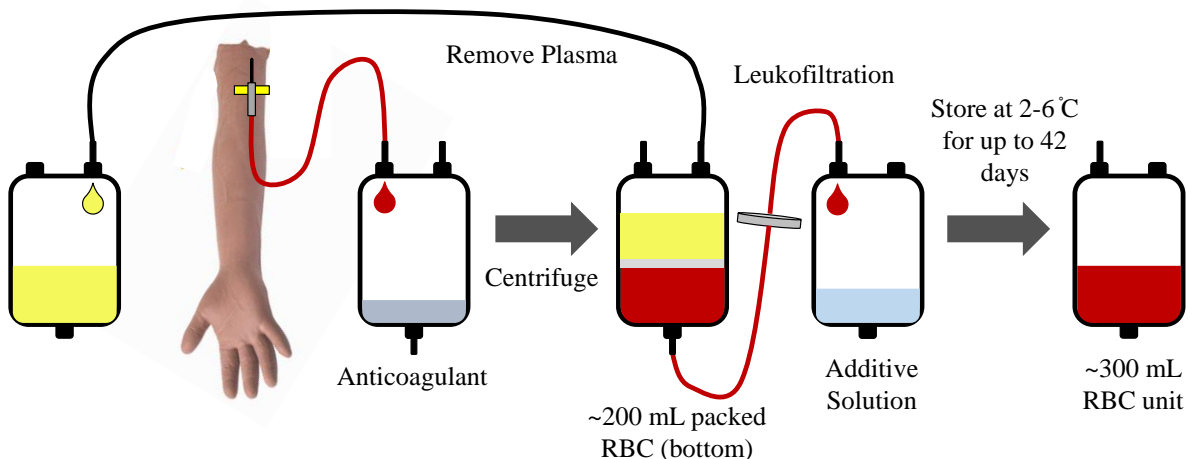 Remove Plasma
Leukofiltration
Store at 2-6°C
for up to 42
days
Centrifuge
Anticoagulant
~200 mL packed
RBC (bottom)
Additive
Solution
~300 mL
RBC unit